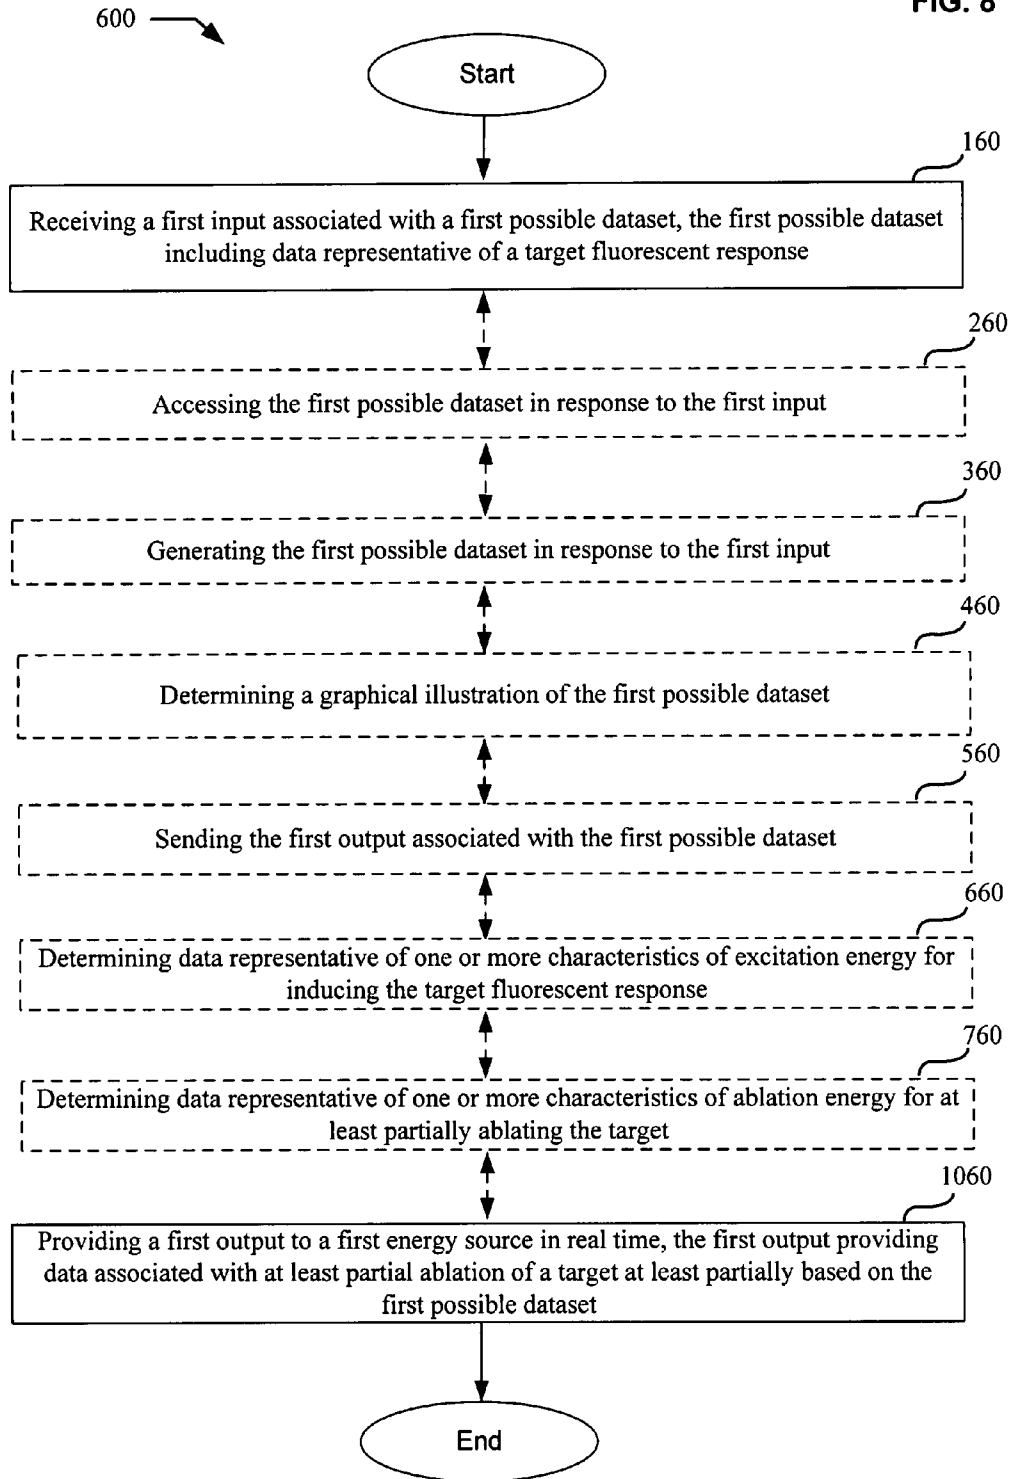 FIG. 8
600
Start
160
Receiving a first input associated with a first possible dataset, the first possible dataset
including data representative of a target fluorescent response
260
Accessing the first possible dataset in response to the first input
360
Generating the first possible dataset in response to the first input
460
Determining a graphical illustration of the first possible dataset
560
Sending the first output associated with the first possible dataset
660
Determining data representative of one or more characteristics of excitation energy for
inducing the target fluorescent response
760
Determining data representative of one or more characteristics of ablation energy for at
least partially ablating the target
1060
Providing a first output to a first energy source in real time, the first output providing
data associated with at least partial ablation of a target at least partially based on the
first possible dataset
End